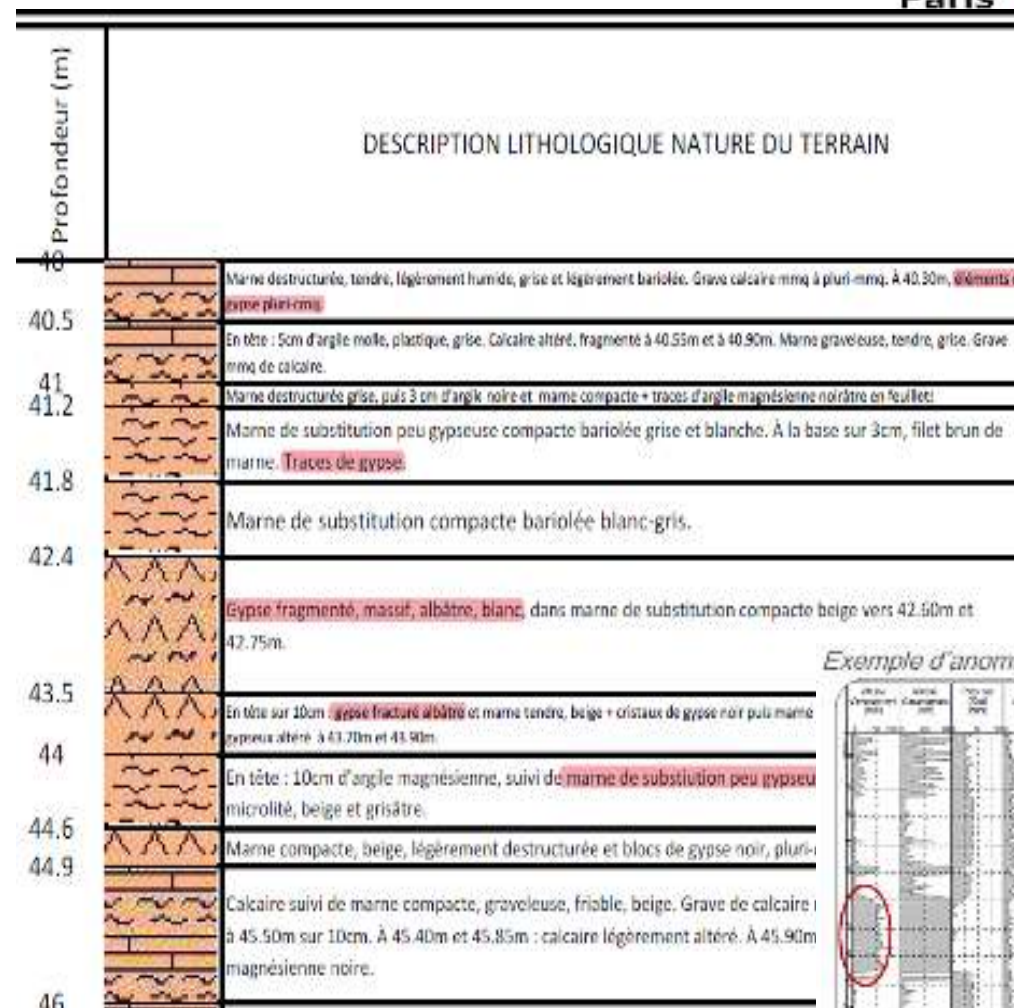 Paris
Profondeur (m)
DESCRIPTION LITHOLOGIQUE NATURE DU TERRAIN
40
Marne destructurée, tendre, légèrement humide, grise et légèrement bariolée. Grave calcaire mmq à pluri-mmq. À 40.30m, éléments
gypse pluri-cmq.
40.5
En tête : 5cm d'argile molle, plastique, grise. Calcaire altéré, fragmenté à 40.55m et à 40.90m. Marne graveleuse, tendre, grise. Grave
mmq de calcaire.
41
Marne destructurée grise, puis 3 cm d'argile noire et marne compacte + traces d'argile magnésienne noirâtre en feuillet!
41.2
Marne de substitution peu gypseuse compacte bariolée grise et blanche. À la base sur 3cm, filet brun de
marne. Traces de gypse.
41.8
Marne de substitution compacte bariolée blanc-gris.
42.4
Gypse fragmenté, massif, albâtre, blanc, dans marne de substitution compacte beige vers 42.60m et
42.75m.
Exemple d'anom
43.5
En tête sur 10cm : gypse fracturé albâtre et marne tendre, beige + cristaux de gypse noir puis marne
gypseux altéré à 43.70m et 43.90m.
44
En tête : 10cm d'argile magnésienne, suivi de marne de substiution peu gypseu
microlité, beige et grisâtre.
44.6
Marne compacte, beige, légèrement destructurée et blocs de gypse noir, pluri-
44.9
Calcaire suivi de marne compacte, graveleuse, friable, beige. Grave de calcaire
à 45.50m sur 10cm. À 45.40m et 45.85m : calcaire légèrement altéré. À 45.90m
magnésienne noire.
46